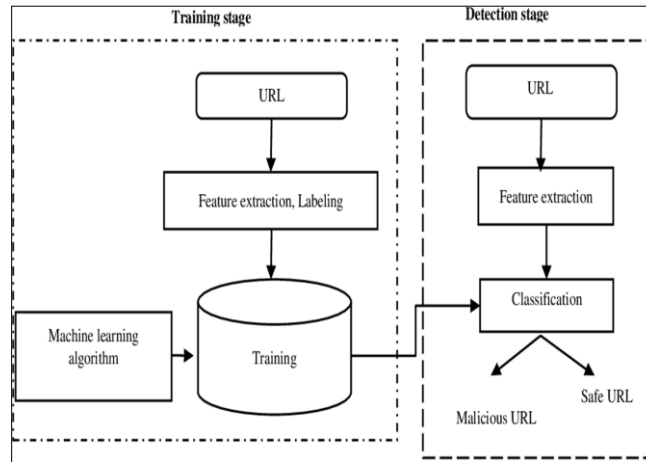 Training stage
URL
Feature extraction, Labeling
Machine learning
algorithm
Training
Detection stage
URL
Feature extraction
Classification
Malicious URL
Safe URL